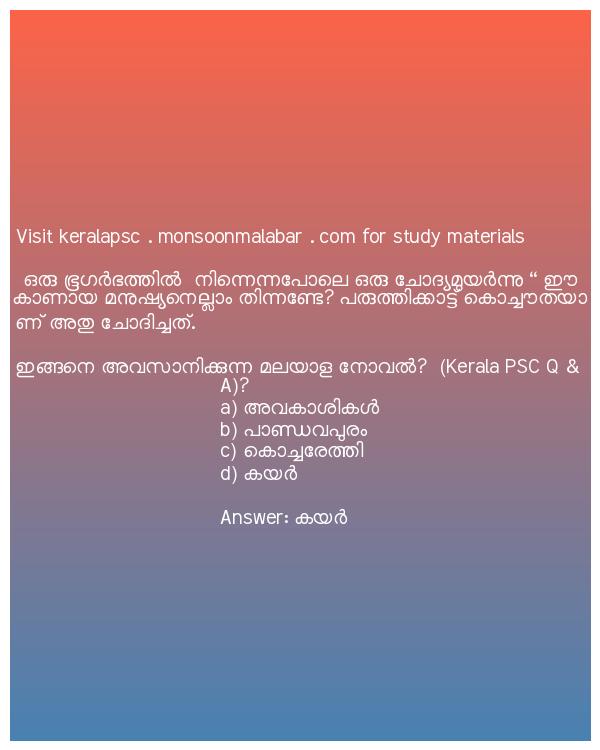 Visit keralapsc . monsoonmalabar . com for study materials
ഒരു ഭൂഗർഭത്തിൽ നിന്നെന്നപോലെ ഒരു ചോദ്യമുയർന്നു “ ഈ
കാണായ മനുഷ്യനെല്ലാം തിന്നണ്ടേ? പരുത്തിക്കാട്ട് കൊച്ചൗതയാ
ണ് അതു ചോദിച്ചത്.
ഇങ്ങനെ അവസാനിക്കുന്ന മലയാള നോവൽ? (Kerala PSC Q &
A)?
a) അവകാശികൾ
b) പാണ്ഡവപുരം
c) കൊച്ചരേത്തി
d) കയർ
Answer: കയർ